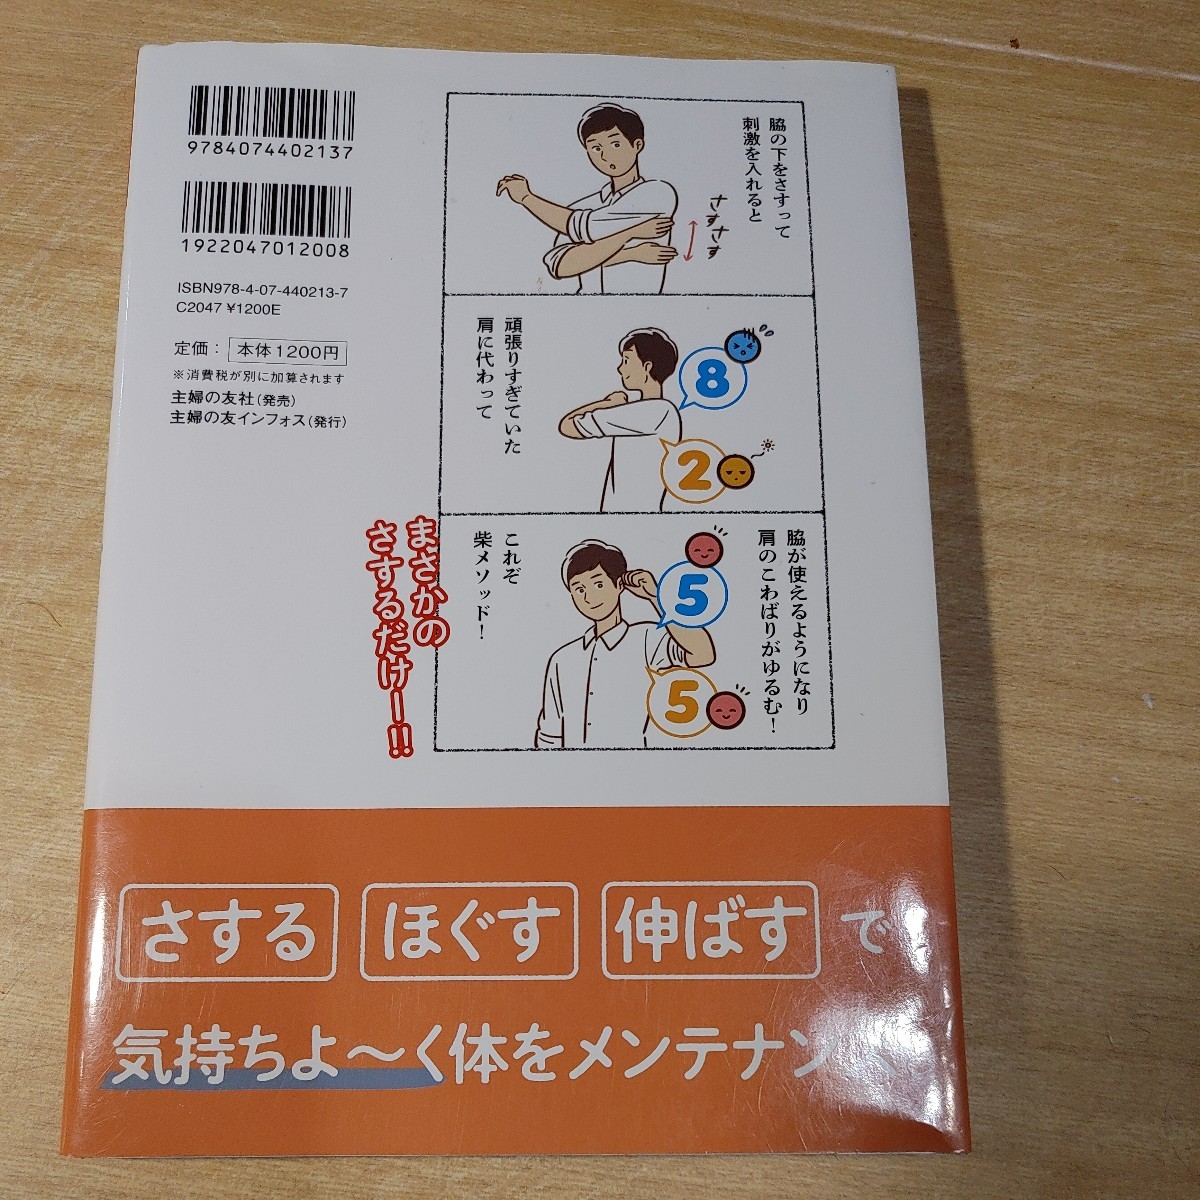 9784074402137
1922047012008
ISBN978-4-07-440213-7
C2047 ¥1200E
定価： 本体1200円
※消費税が別に加算されます
主婦の友社(発売)
主婦の友インフォス(発行)
脇の下をさすって
刺激を入れると
さすさす
頑張りすぎていた
肩に代わって
8
2
脇が使えるようになり
肩のこわばりがゆるむ！
5
5
これぞ
柴メソッド！
まさかの
さするだけー!!
さする ほぐす 伸ばす で
気持ちよ〜く体をメンテナンス